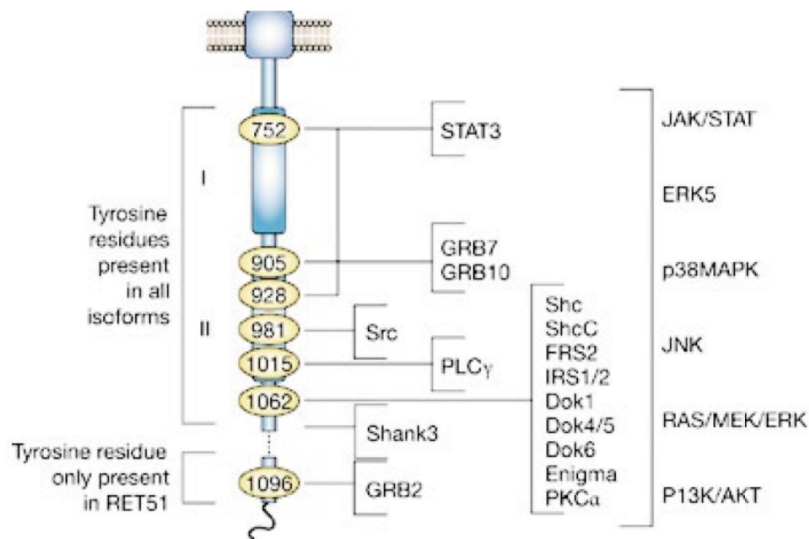 752
I
Tyrosine
residues
present
in all
isoforms
905
928
II
981
1015
1062
Tyrosine residue
only present
in RET51
1096
STAT3
GRB7
GRB10
Src
PLCγ
Shank3
GRB2
Shc
ShcC
FRS2
IRS1/2
Dok1
Dok4/5
Dok6
Enigma
PKCα
JAK/STAT
ERK5
p38MAPK
JNK
RAS/MEK/ERK
P13K/AKT